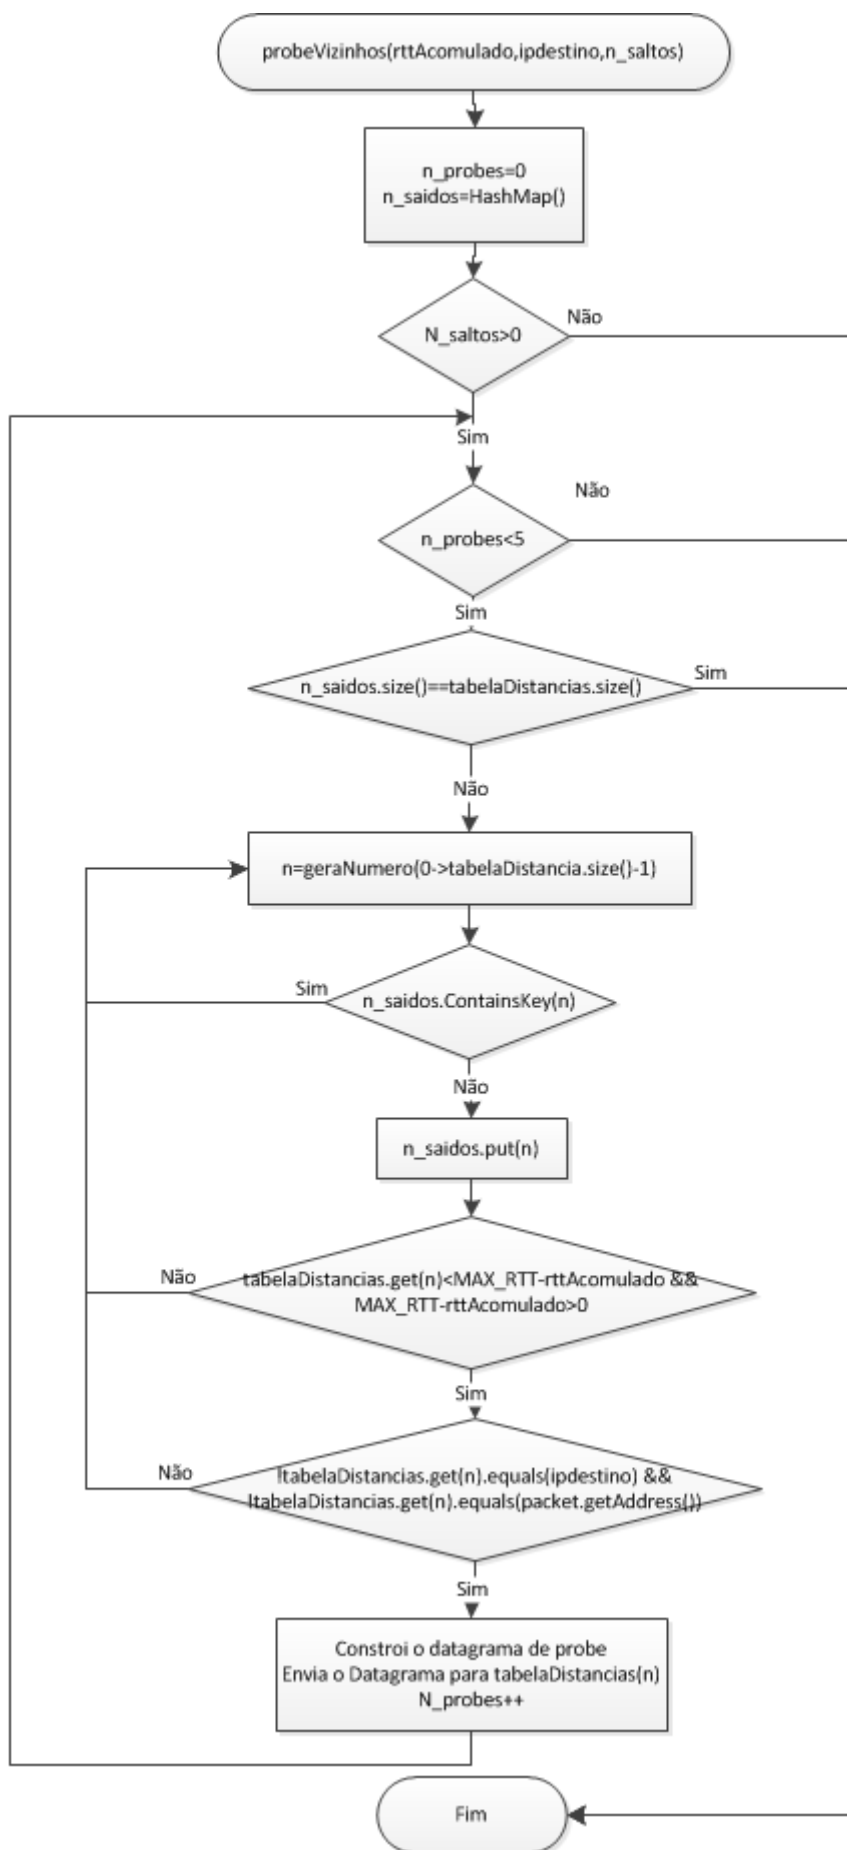 probeVizinhos(rttAcomulado,ipdestino,n_saltos)
n_probes=0
n_saidos=HashMap()
N_saltos>0
Não
Sim
Não
n_probes<5
Sim
n_saidos.size()==tabelaDistancias.size()
Sim
Não
n=geraNumero(0->tabelaDistancia.size()-1)
Sim
n_saidos.ContainsKey(n)
Não
n_saidos.put(n)
Não
tabelaDistancias.get(n)<MAX_RTT-rttAcomulado &&
MAX_RTT-rttAcomulado>0
Sim
Não
!tabelaDistancias.get(n).equals(ipdestino) &&
!tabelaDistancias.get(n).equals(packet.getAddress())
Sim
Constroi o datagrama de probe
Envia o Datagrama para tabelaDistancias(n)
N_probes++
Fim